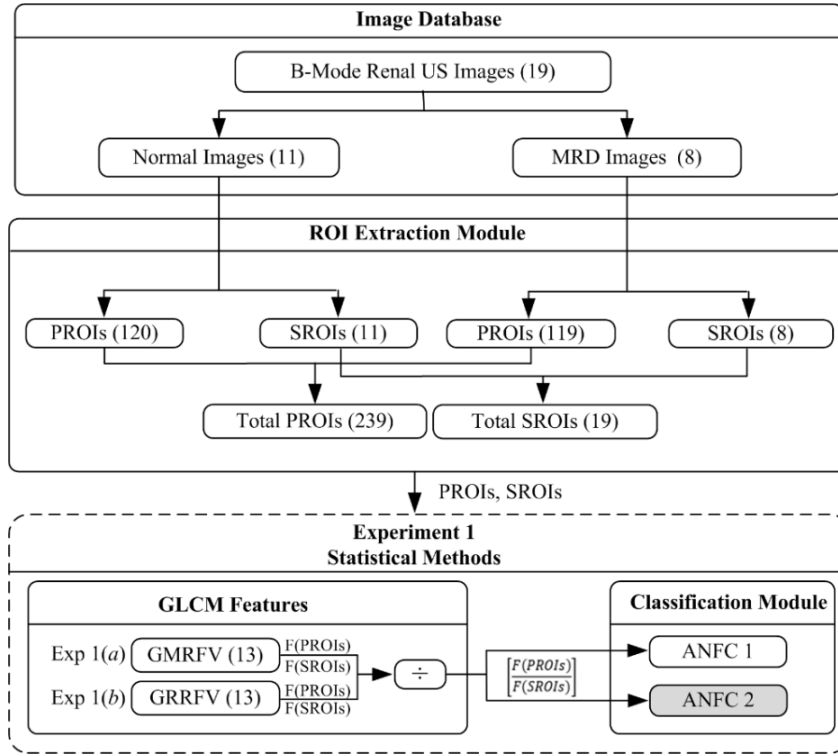 Image Database
B-Mode Renal US Images (19)
Normal Images (11)
MRD Images (8)
ROI Extraction Module
PROIs (120)
SROIs (11)
PROIs (119)
SROIs (8)
Total PROIs (239)
Total SROIs (19)
PROIs, SROIs
Experiment 1
Statistical Methods
GLCM Features
Exp 1(a)
GMRFV (13)
F(PROIs)
F(SROIs)
Exp 1(b)
GRRFV (13)
F(PROIs)
F(SROIs)
÷
[F(PROIs)
F(SROIs)]
Classification Module
ANFC 1
ANFC 2